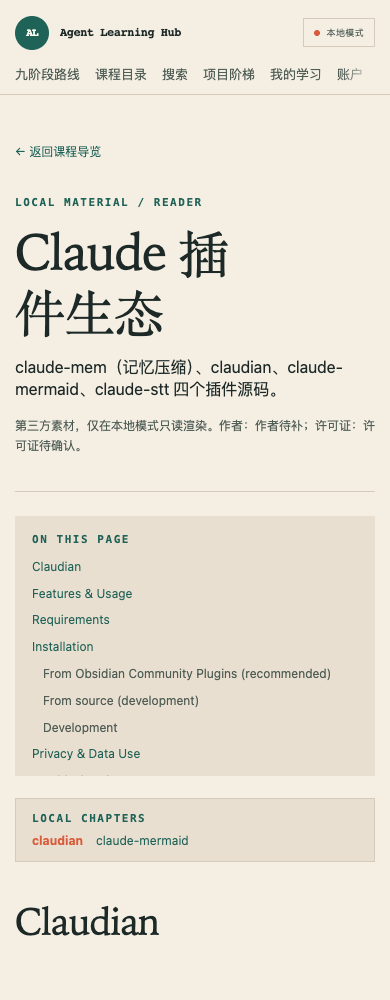 AL Agent Learning Hub
本地模式
九阶段路线 课程目录 搜索 项目阶梯 我的学习 账户
← 返回课程导览
LOCAL MATERIAL / READER
Claude 插
件生态
claude-mem（记忆压缩）、claudian、claude-
mermaid、claude-stt 四个插件源码。
第三方素材，仅在本地模式只读渲染。作者：作者待补；许可证：许
可证待确认。
ON THIS PAGE
Claudian
Features & Usage
Requirements
Installation
From Obsidian Community Plugins (recommended)
From source (development)
Development
Privacy & Data Use
LOCAL CHAPTERS
claudian claude-mermaid
Claudian